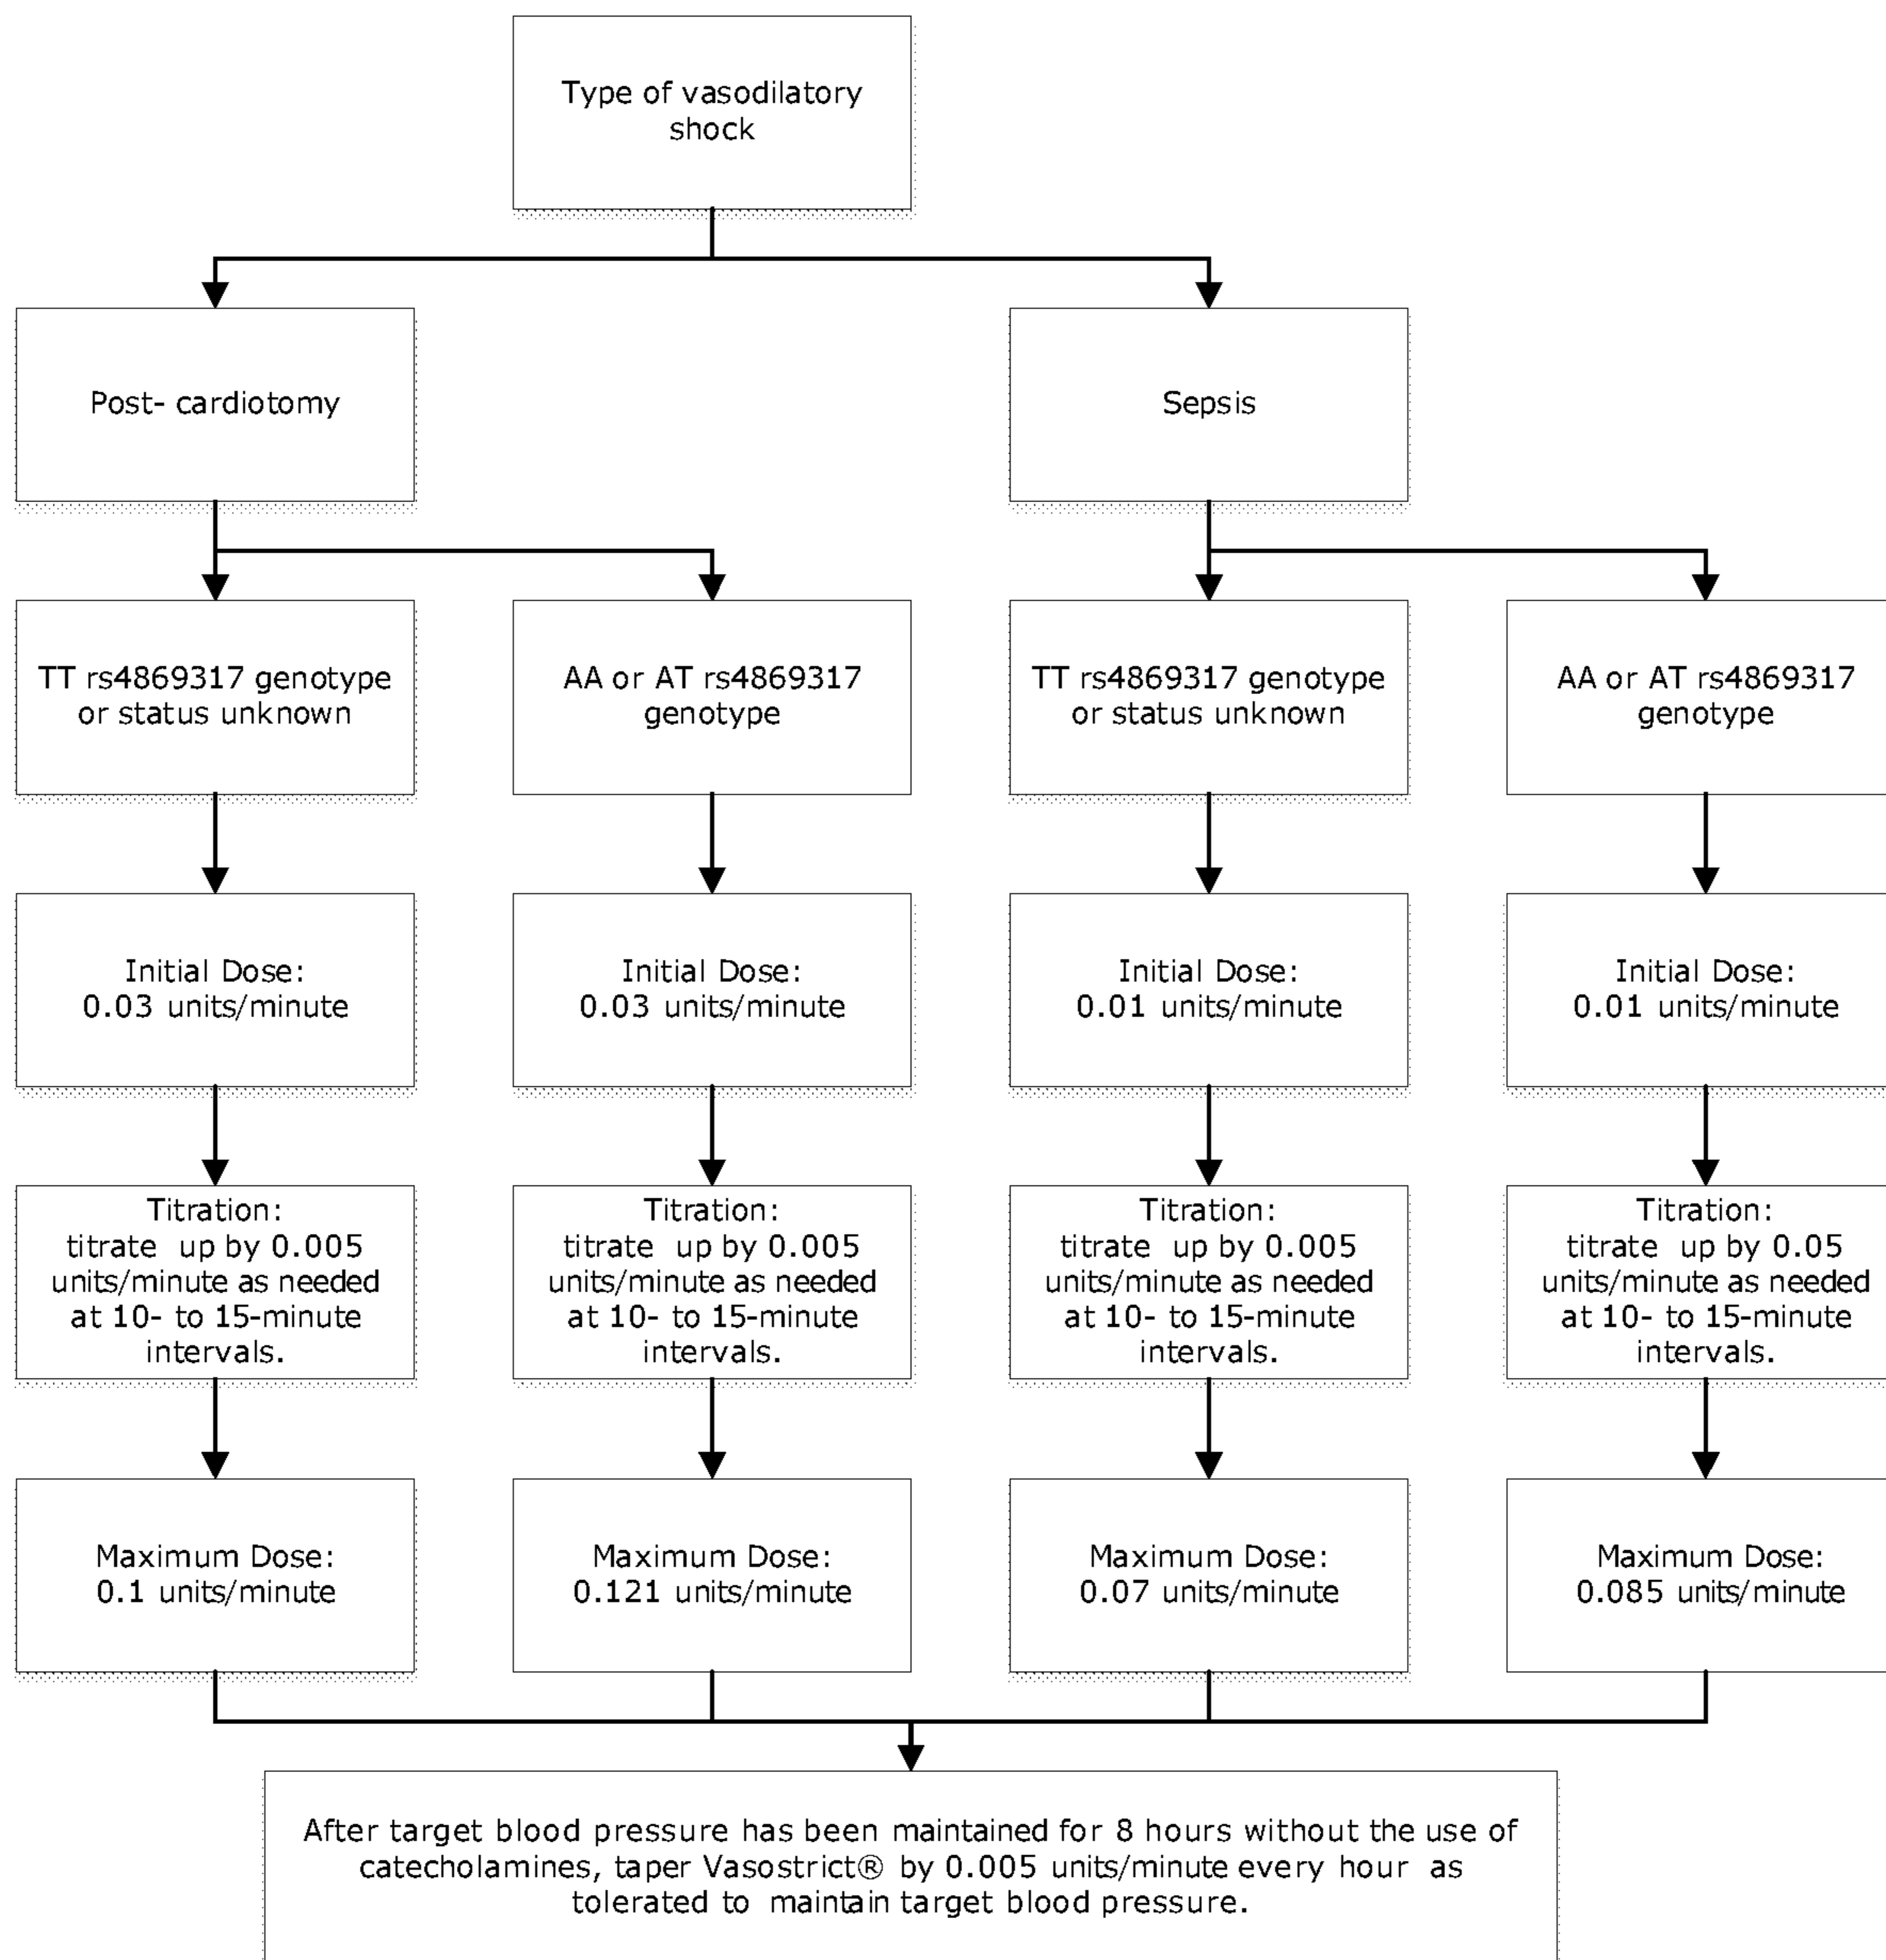 Type of vasodilatory
shock
Post- cardiotomy
Sepsis
TT rs4869317 genotype
or status unknown
AA or AT rs4869317
genotype
TT rs4869317 genotype
or status unknown
AA or AT rs4869317
genotype
Initial Dose:
0.03 units/minute
Initial Dose:
0.03 units/minute
Initial Dose:
0.01 units/minute
Initial Dose:
0.01 units/minute
Titration:
titrate up by 0.005
units/minute as needed
at 10- to 15-minute
intervals.
Titration:
titrate up by 0.005
units/minute as needed
at 10- to 15-minute
intervals.
Titration:
titrate up by 0.005
units/minute as needed
at 10- to 15-minute
intervals.
Titration:
titrate up by 0.05
units/minute as needed
at 10- to 15-minute
intervals.
Maximum Dose:
0.1 units/minute
Maximum Dose:
0.121 units/minute
Maximum Dose:
0.07 units/minute
Maximum Dose:
0.085 units/minute
After target blood pressure has been maintained for 8 hours without the use of
catecholamines, taper Vasostrict® by 0.005 units/minute every hour as
tolerated to maintain target blood pressure.